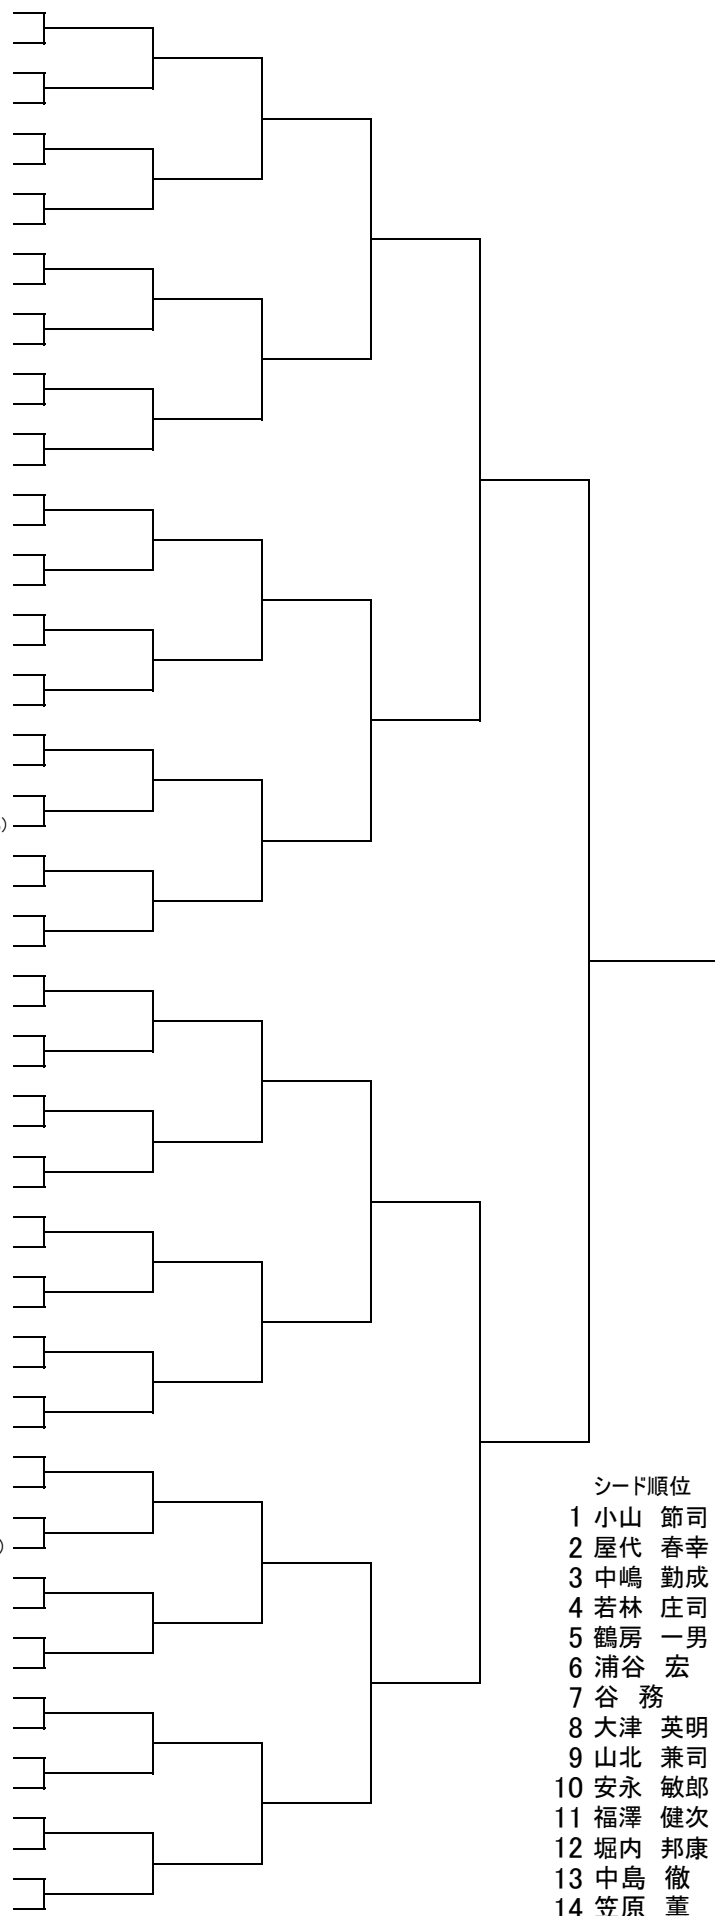 )
)
シード順位
1 小山 節司
2 屋代 春幸
3 中嶋 勤成
4 若林 庄司
5 鶴房 一男
6 浦谷 宏
7 谷 務
8 大津 英明
9 山北 兼司
10 安永 敏郎
11 福澤 健次
12 堀内 邦康
13 中島 徹
14 笠原 薫